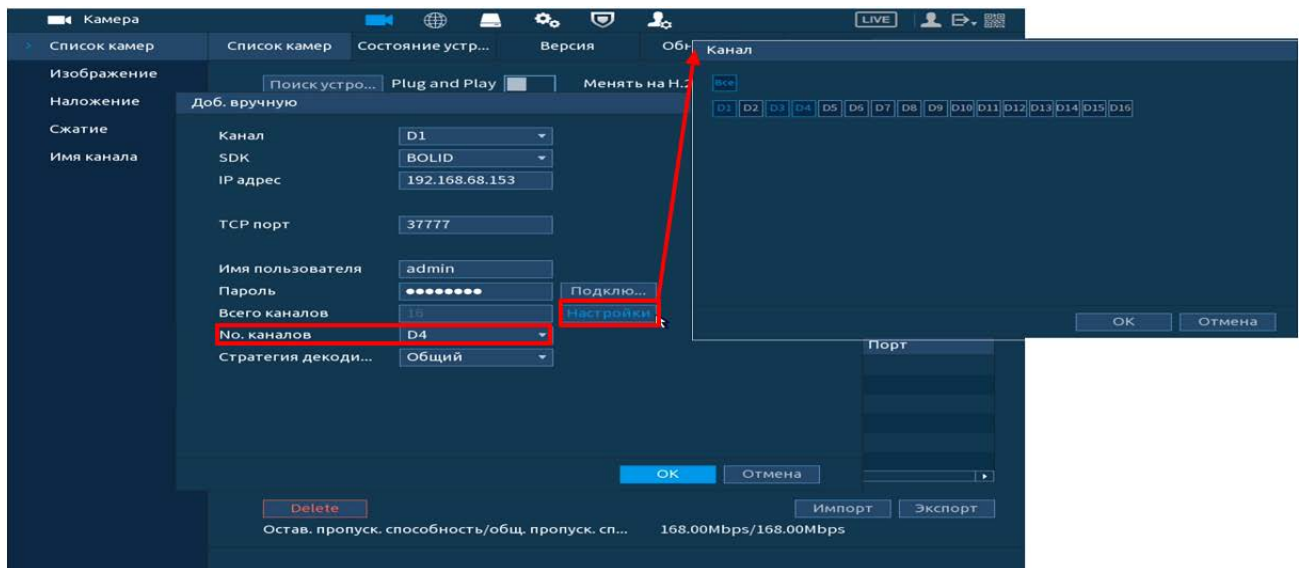 Камера
LIVE
Список камер
Изображение
Наложение
Сжатие
Имя канала
Список камер Состояние устр... Версия Обн
Поиск устро... Plug and Play Менять на H.2
Доб. вручную
Канал D1
SDK BOLID
IP адрес 192.168.68.153
TCP порт 37777
Имя пользователя admin
Пароль ●●●●●●●● Подклю...
Всего каналов 16 Настройки
No. каналов D4
Стратегия декоди... Общий
OK Отмена
Канал
Все
D1 D2 D3 D4 D5 D6 D7 D8 D9 D10 D11 D12 D13 D14 D15 D16
OK Отмена
Порт
Delete Импорт Экспорт
Остав. пропуск. способность/общ. пропуск. сп... 168.00Mbps/168.00Mbps